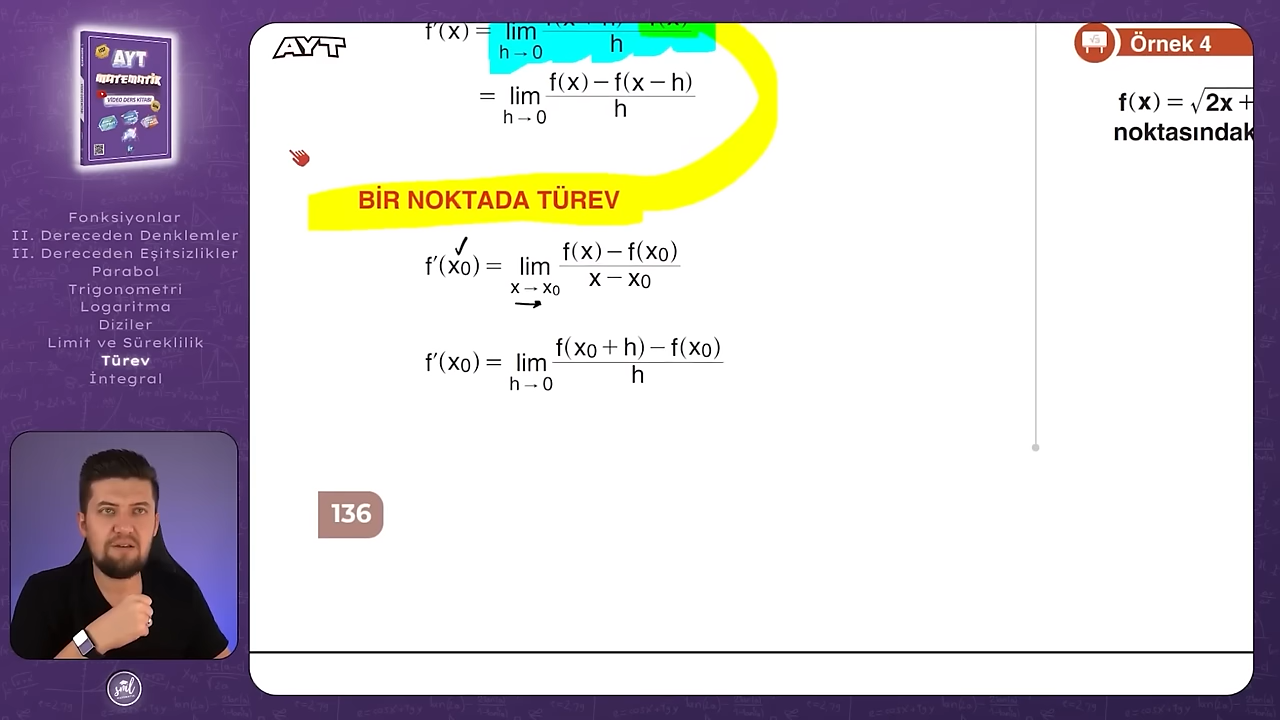 AYT
MATEMATİK
VİDEO DERS KİTABI
Fonksiyonlar
II. Dereceden Denklemler
II. Dereceden Eşitsizlikler
Parabol
Trigonometri
Logaritma
Diziler
Limit ve Süreklilik
Türev
İntegral
sml
AYT
f′(x) = lim h→0 f(x + h) − f(x) / h
= lim h→0 f(x) − f(x − h) / h
BİR NOKTADA TÜREV
f′(x₀) = lim x→x₀ f(x) − f(x₀) / x − x₀
f′(x₀) = lim h→0 f(x₀ + h) − f(x₀) / h
136
Örnek 4
f(x) = √2x +
noktasındak